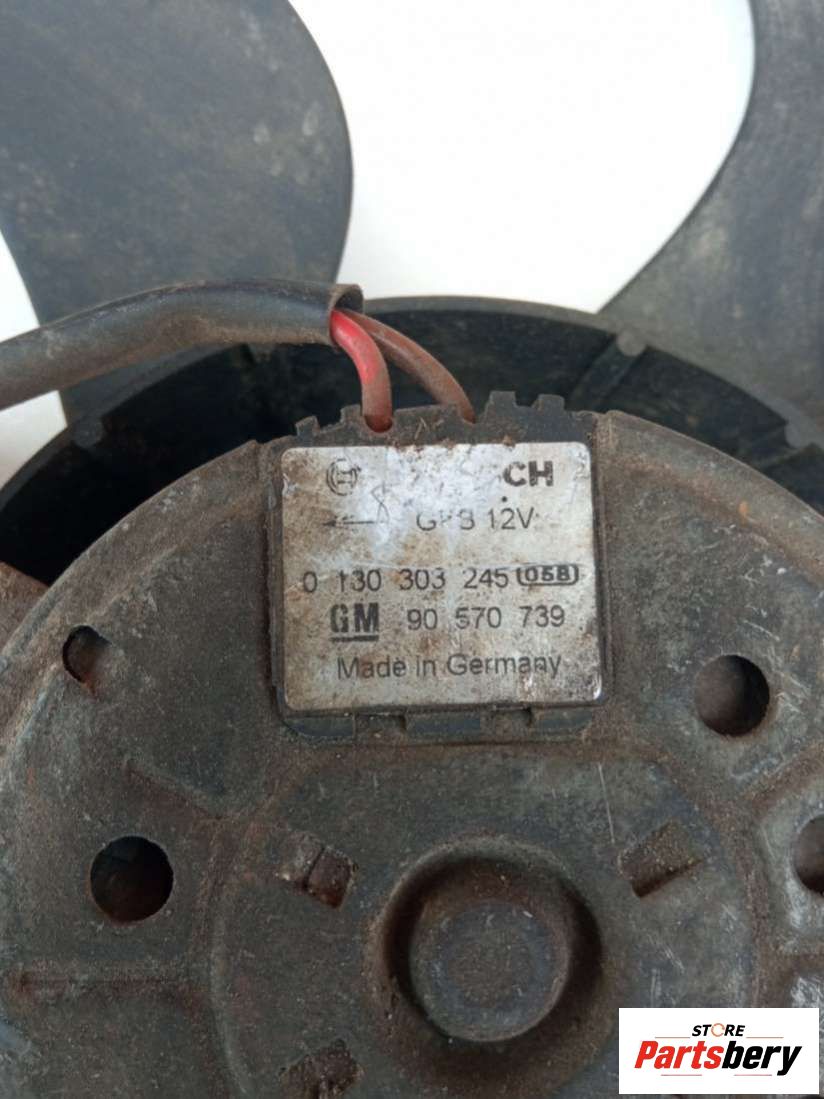 CH
12V
0 130 303 245 058
GM 90 570 739
Made in Germany
STORE
Partsbery